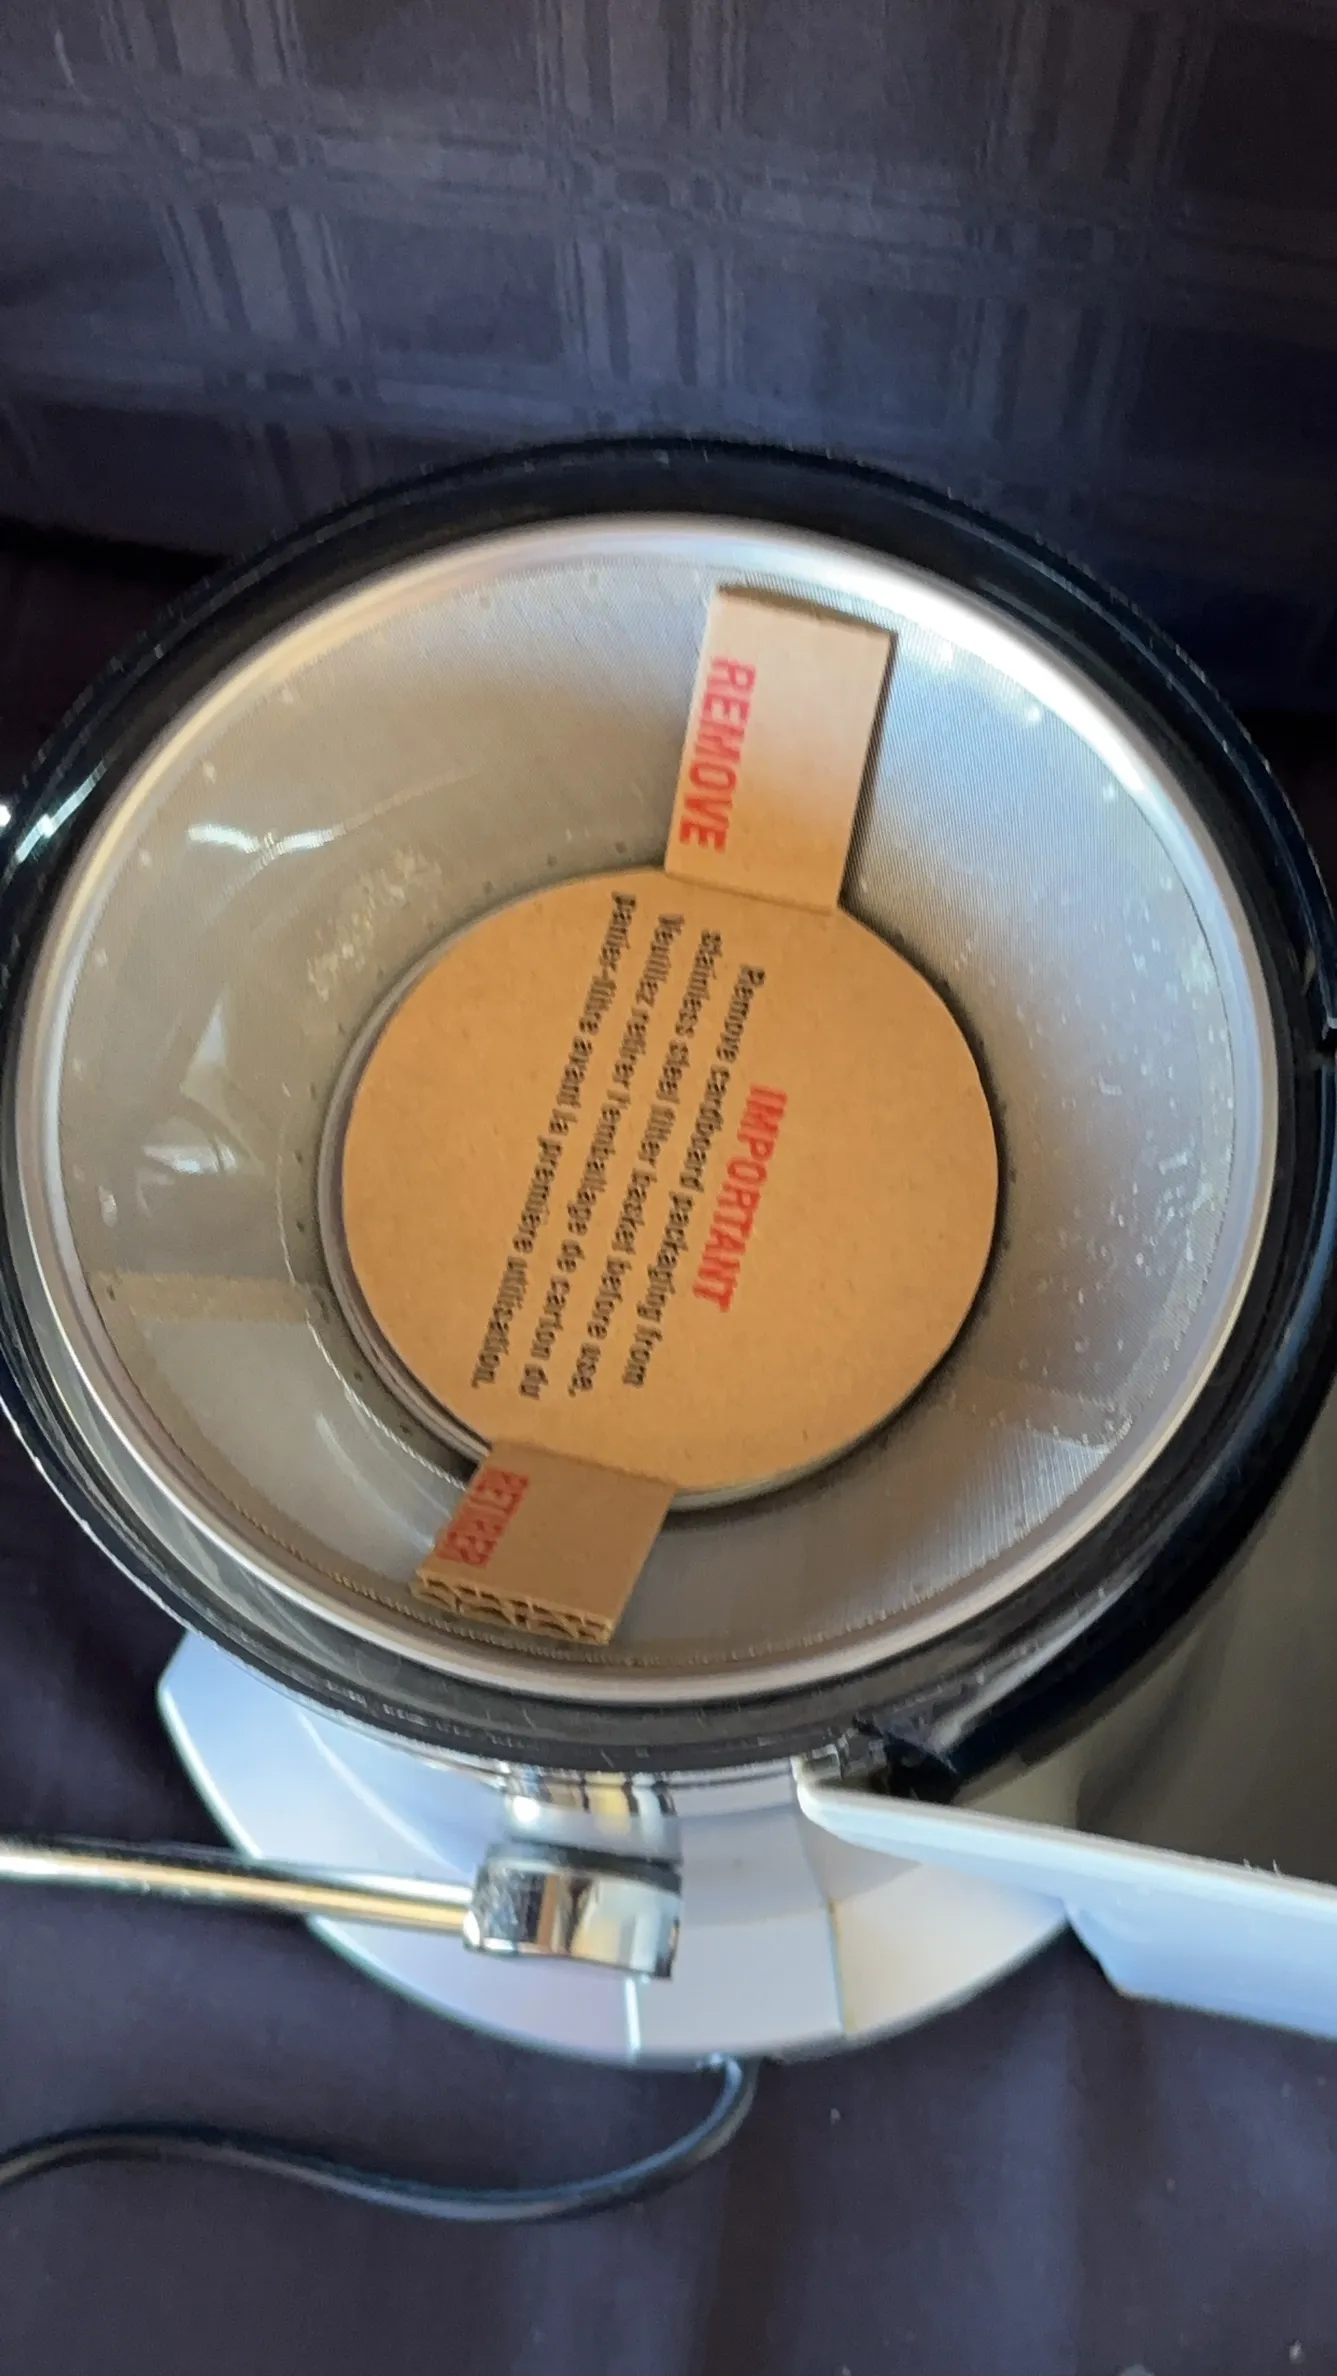 REMOVE
IMPORTANT
Remove cardboard packaging from
stainless steel filter basket before use.
Veuillez retirer l'emballage de carton du
panier-filtre avant la première utilisation.
RETIRER